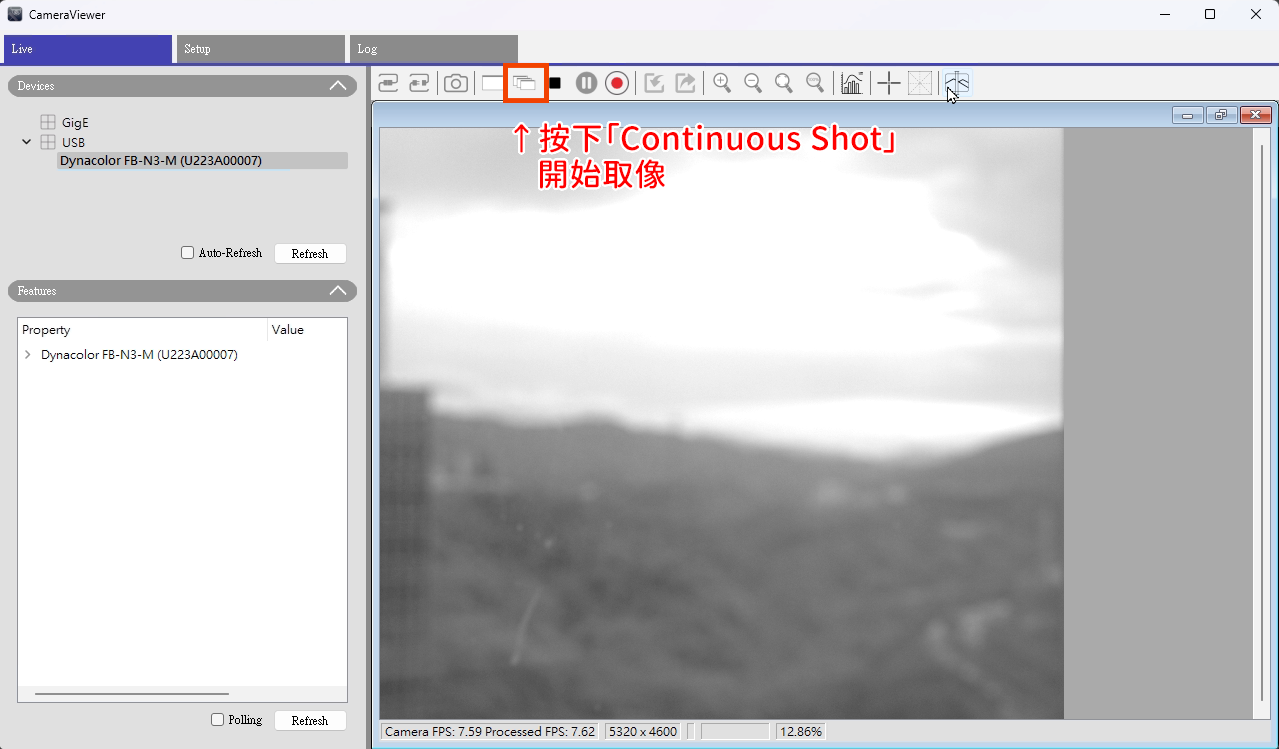 CameraViewer
Live
Setup
Log
Devices
GigE
USB
Dynacolor FB-N3-M (U223A00007)
Auto-Refresh
Refresh
Features
Property
Value
Dynacolor FB-N3-M (U223A00007)
Polling
Refresh
↑按下「Continuous Shot」
開始取像
Camera FPS: 7.59 Processed FPS: 7.62
5320 x 4600
12.86%